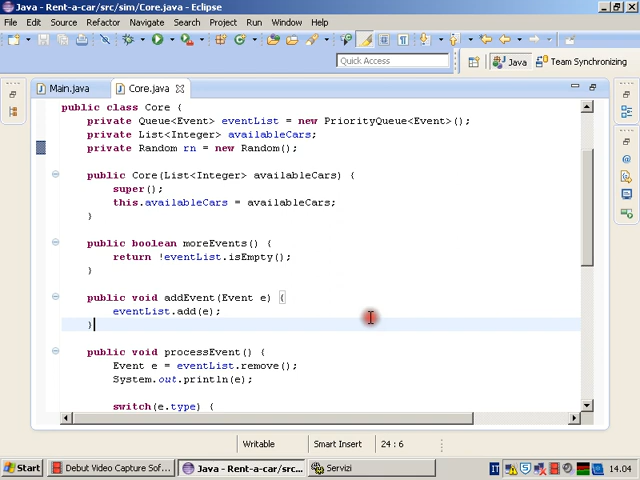 Java - Rent-a-car/src/sim/Core.java - Eclipse
File Edit Source Refactor Navigate Search Project Run Window Help
Quick Access
Java
Team Synchronizing
Main.java
Core.java
public class Core {
private Queue<Event> eventList = new PriorityQueue<Event>();
private List<Integer> availableCars;
private Random rn = new Random();
public Core(List<Integer> availableCars) {
super();
this.availableCars = availableCars;
}
public boolean moreEvents() {
return !eventList.isEmpty();
}
public void addEvent(Event e) {
eventList.add(e);
}
public void processEvent() {
Event e = eventList.remove();
System.out.println(e);
switch(e.type) {
Writable
Smart Insert
24 : 6
Start
Debut Video Capture Sof...
Java - Rent-a-car/src...
Servizi
IT
14.04